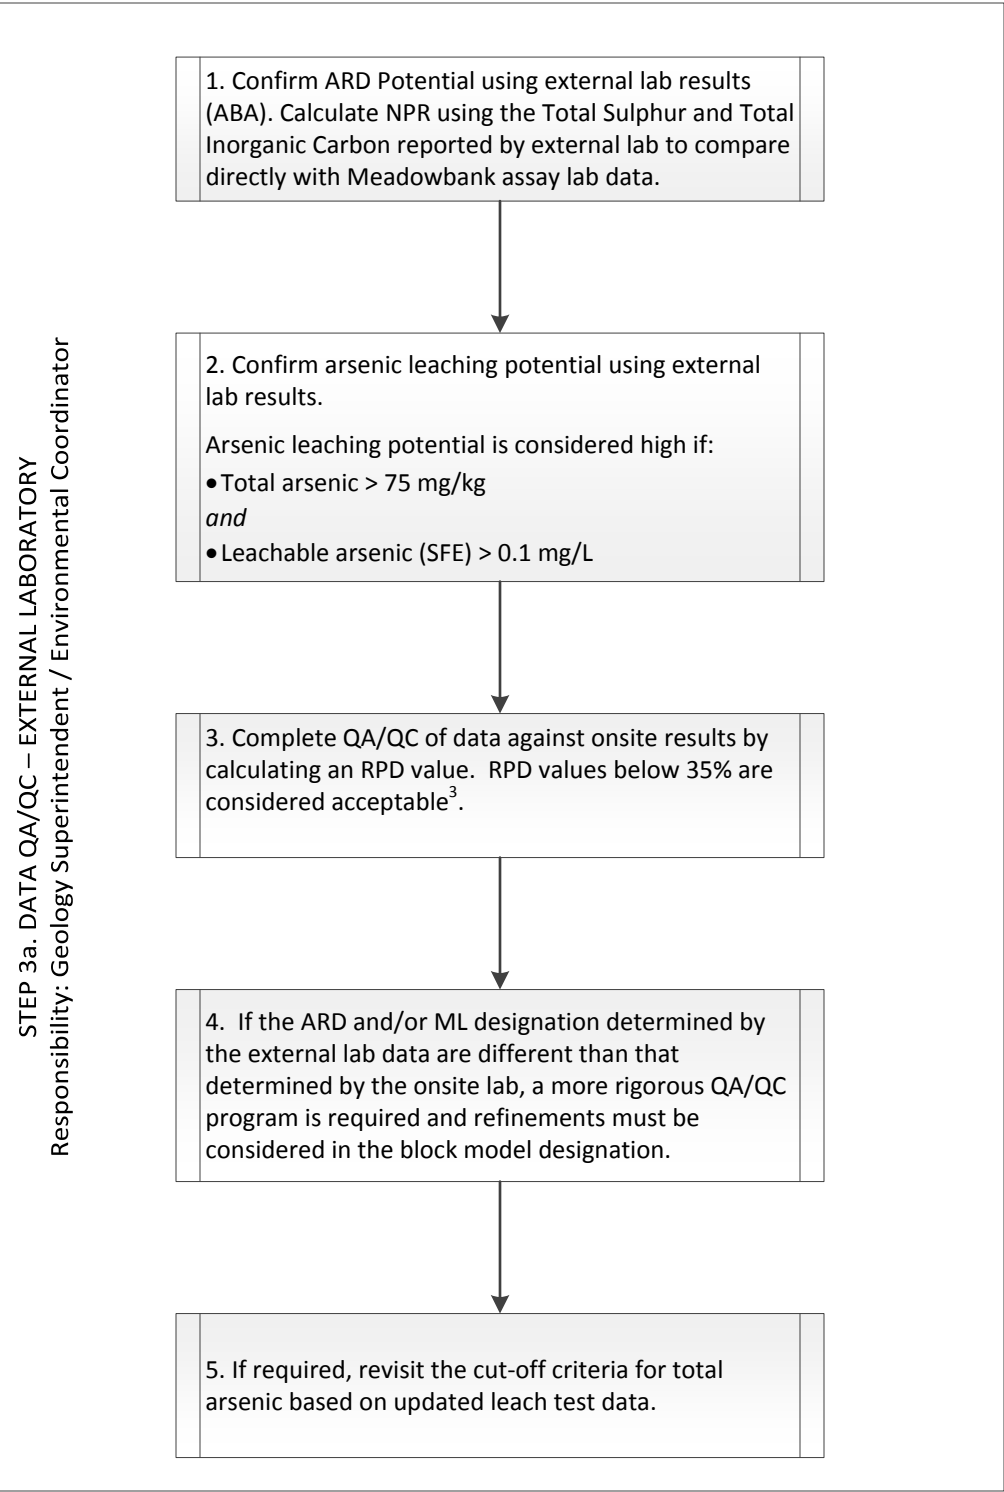 STEP 3a. DATA QA/QC – EXTERNAL LABORATORY
Responsibility: Geology Superintendent / Environmental Coordinator
1. Confirm ARD Potential using external lab results
(ABA). Calculate NPR using the Total Sulphur and Total
Inorganic Carbon reported by external lab to compare
directly with Meadowbank assay lab data.
2. Confirm arsenic leaching potential using external
lab results.
Arsenic leaching potential is considered high if:
•Total arsenic > 75 mg/kg
and
•Leachable arsenic (SFE) > 0.1 mg/L
3. Complete QA/QC of data against onsite results by
calculating an RPD value.  RPD values below 35% are
considered acceptable³.
4.  If the ARD and/or ML designation determined by
the external lab data are different than that
determined by the onsite lab, a more rigorous QA/QC
program is required and refinements must be
considered in the block model designation.
5. If required, revisit the cut-off criteria for total
arsenic based on updated leach test data.